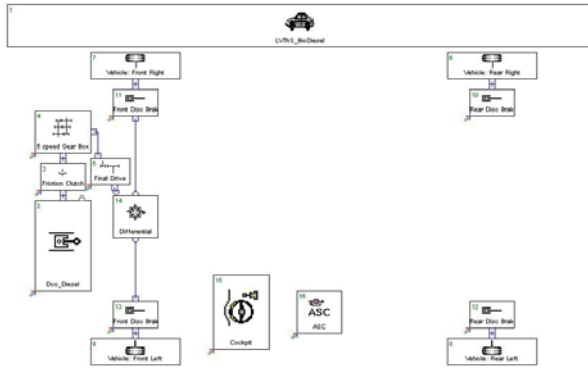 1
LVTNS_BioDiesel
7
Vehicle: Front Right
6
Vehicle: Rear Right
11
Front Disc Brak
10
Rear Disc Brak
4
5 speed Gear Box
5
Final Drive
3
Friction Clutch
2
Dco_Diesel
14
Differential
15
Cockpit
16
ASC
ASC
13
Front Disc Brak
12
Rear Disc Brak
9
Vehicle: Front Left
8
Vehicle: Rear Left